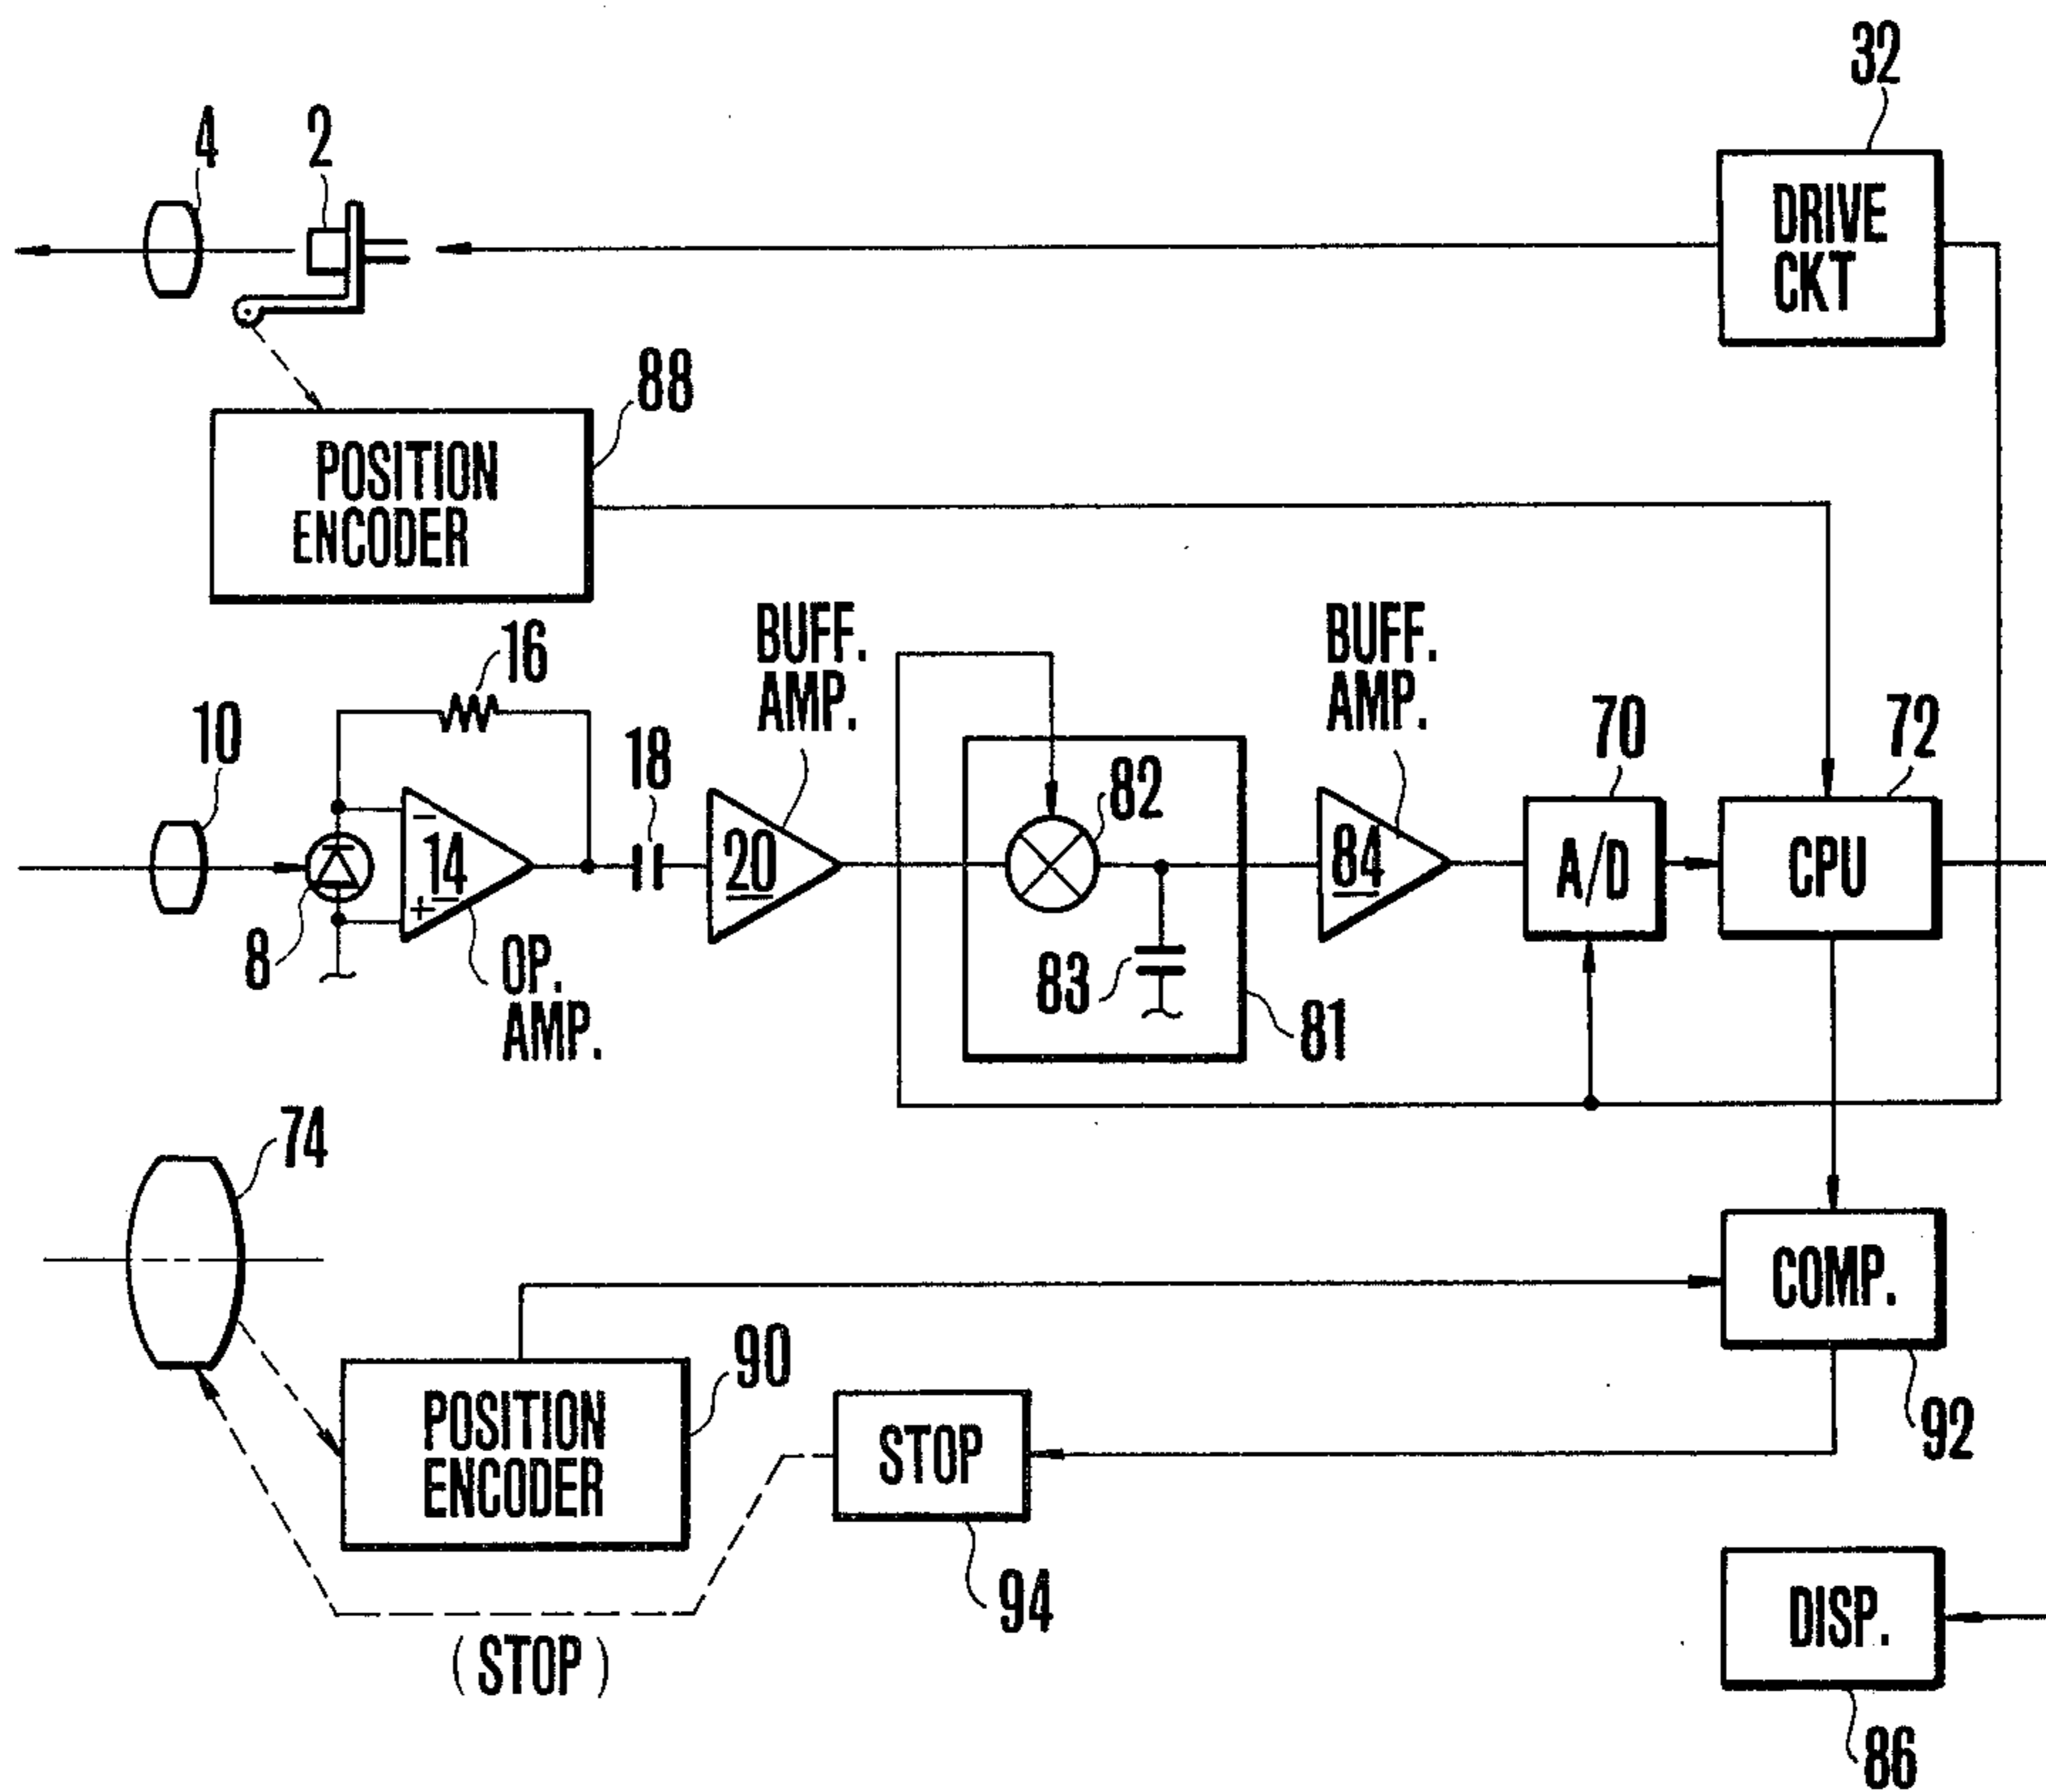 32
4
2
DRIVE
CKT
88
POSITION
ENCODER
BUFF.
AMP.
BUFF.
AMP.
16
10
18
70
72
82
-
14
+
20
84
A/D
CPU
8
OP.
AMP.
83
81
74
COMP.
90
POSITION
ENCODER
STOP
92
94
(STOP)
DISP.
86